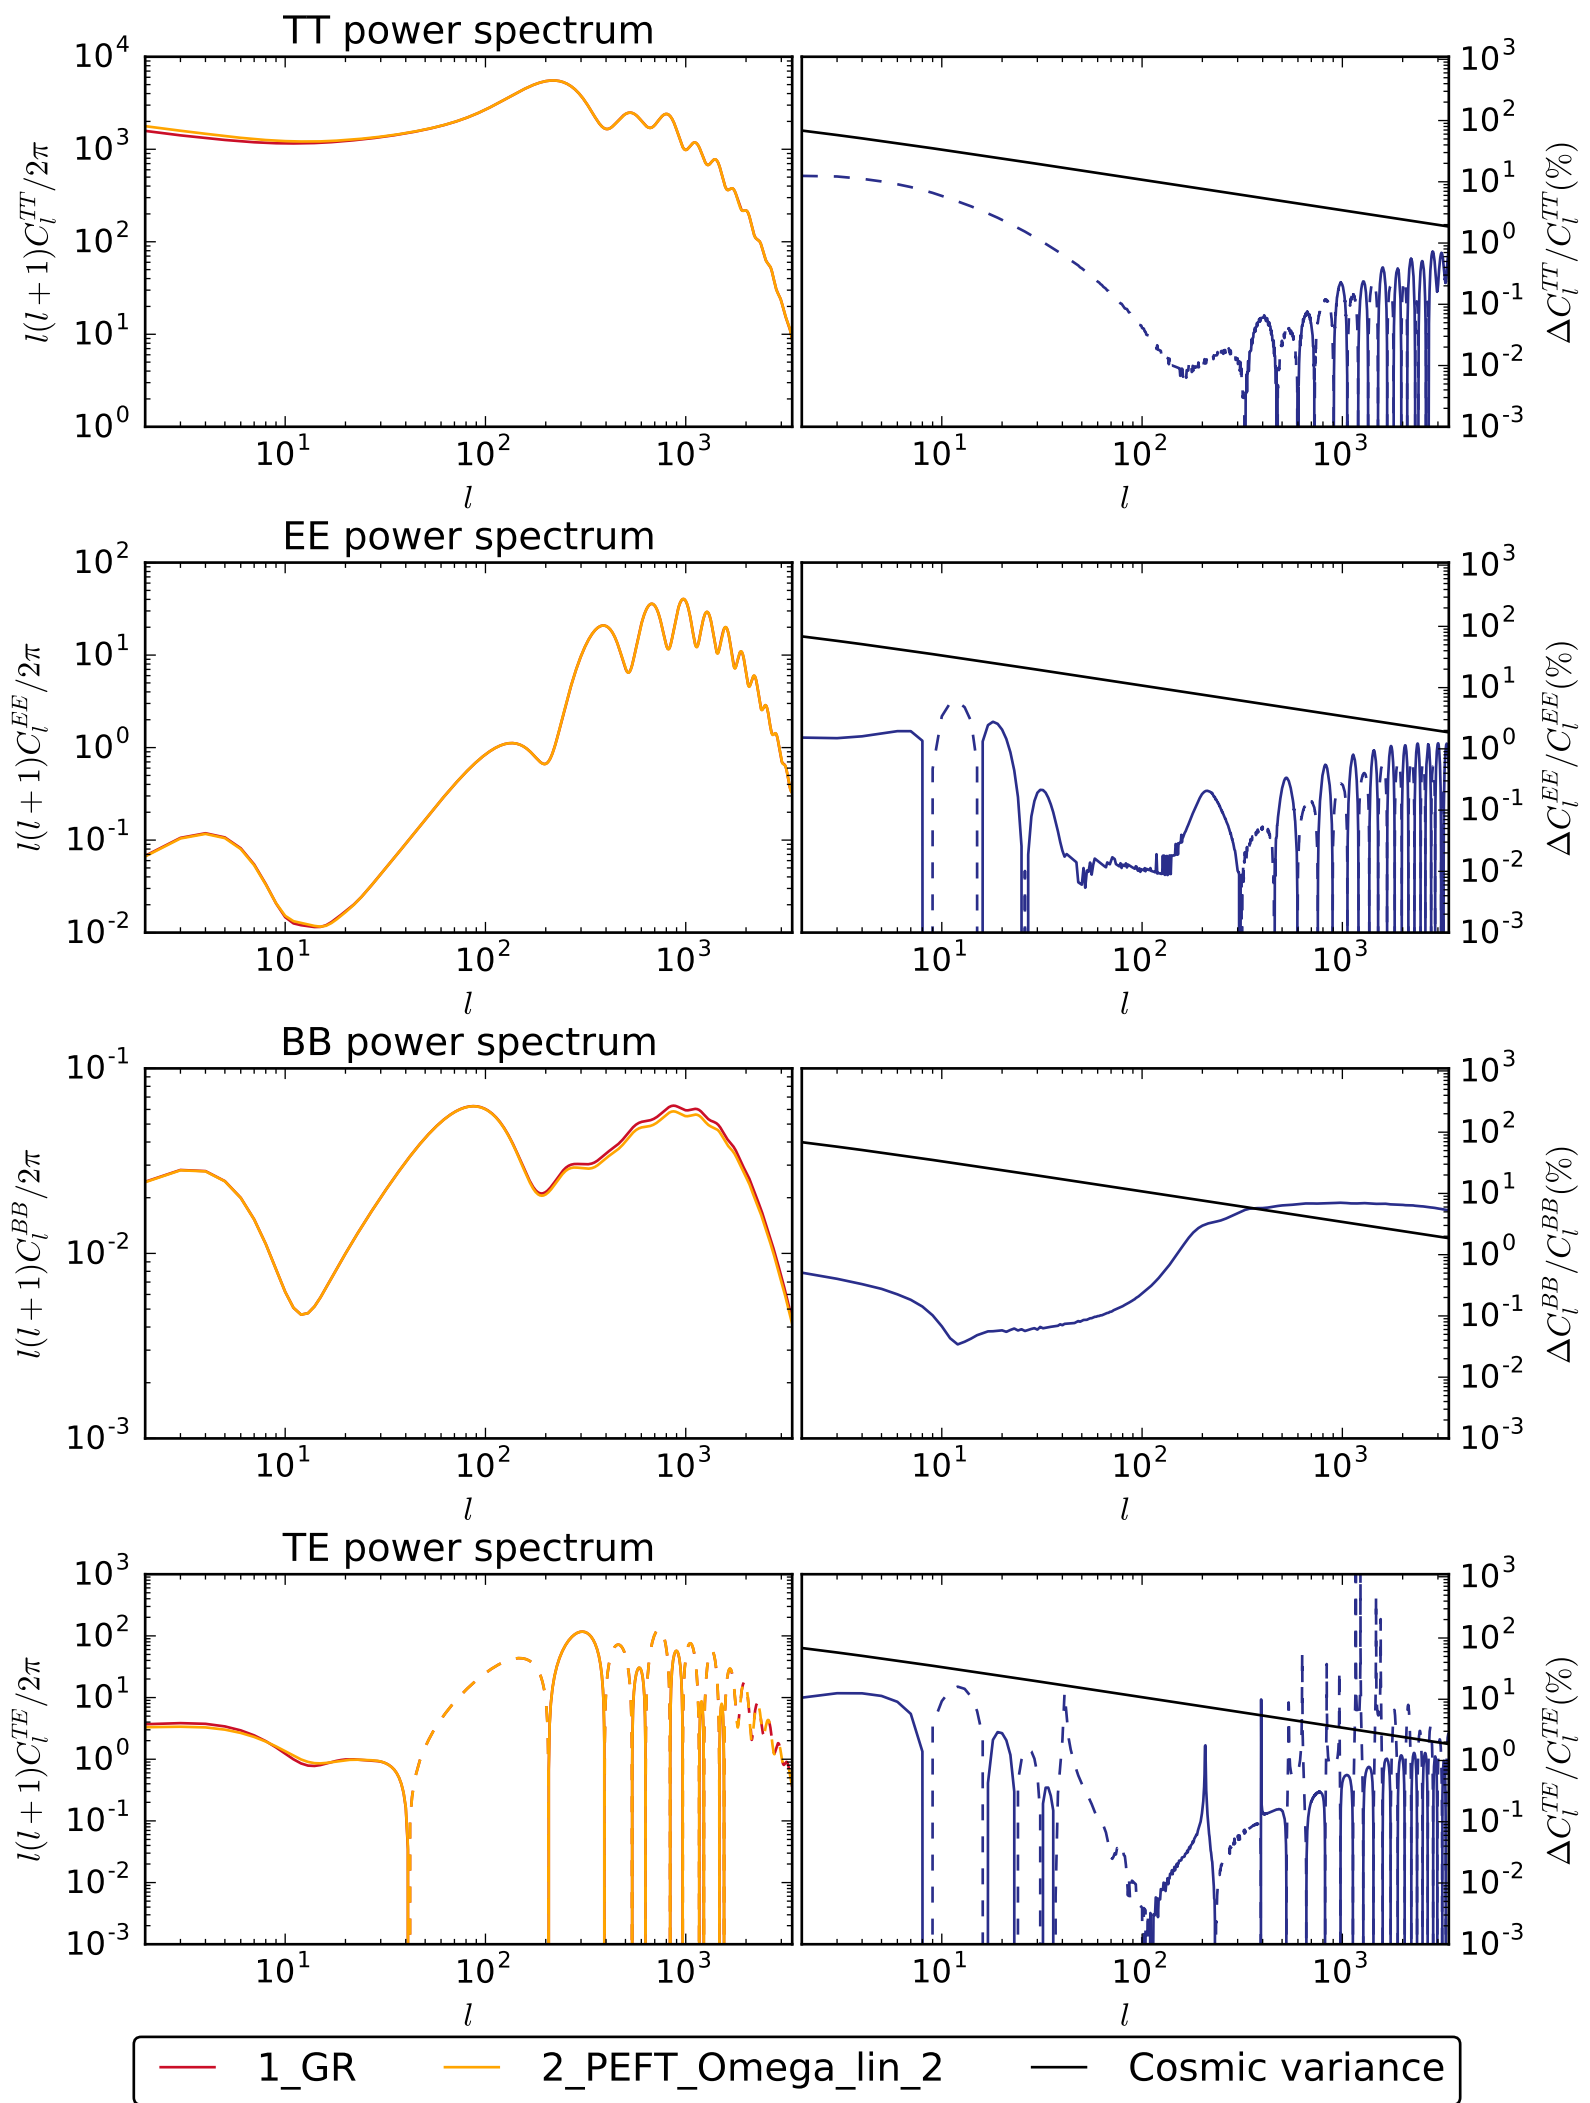 TT power spectrum
10^4
10^3
10^2
10^1
10^0
l(l + 1)C_l^{TT}/2π
10^1 10^2 10^3
l
10^3
10^2
10^1
10^0
10^-1
10^-2
10^-3
ΔC_l^{TT}/C_l^{TT}(%)
10^1 10^2 10^3
l
EE power spectrum
10^2
10^1
10^0
10^-1
10^-2
l(l + 1)C_l^{EE}/2π
10^1 10^2 10^3
l
10^3
10^2
10^1
10^0
10^-1
10^-2
10^-3
ΔC_l^{EE}/C_l^{EE}(%)
10^1 10^2 10^3
l
BB power spectrum
10^-1
10^-2
10^-3
l(l + 1)C_l^{BB}/2π
10^1 10^2 10^3
l
10^3
10^2
10^1
10^0
10^-1
10^-2
10^-3
ΔC_l^{BB}/C_l^{BB}(%)
10^1 10^2 10^3
l
TE power spectrum
10^3
10^2
10^1
10^0
10^-1
10^-2
10^-3
l(l + 1)C_l^{TE}/2π
10^1 10^2 10^3
l
10^3
10^2
10^1
10^0
10^-1
10^-2
10^-3
ΔC_l^{TE}/C_l^{TE}(%)
10^1 10^2 10^3
l
1_GR 2_PEFT_Omega_lin_2 Cosmic variance